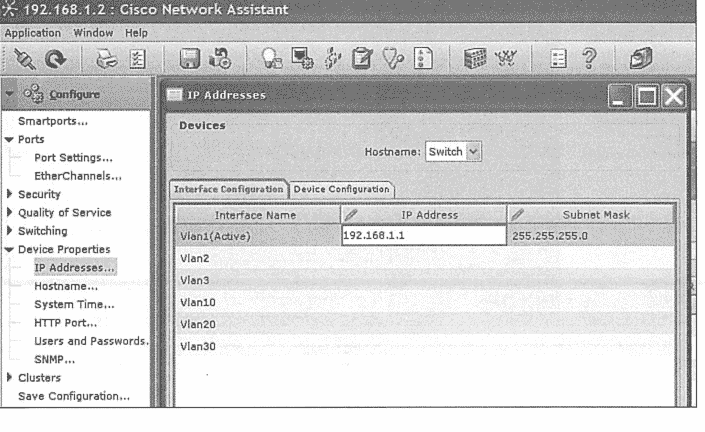 192.168.1.2 : Cisco Network Assistant
Application Window Help
Configure
Smartports...
Ports
Port Settings...
EtherChannels...
Security
Quality of Service
Switching
Device Properties
IP Addresses...
Hostname...
System Time...
HTTP Port...
Users and Passwords.
SNMP...
Clusters
Save Configuration...
IP Addresses
Devices
Hostname: Switch
Interface Configuration Device Configuration
Interface Name IP Address Subnet Mask
Vlan1(Active) 192.168.1.1 255.255.255.0
Vlan2
Vlan3
Vlan10
Vlan20
Vlan30